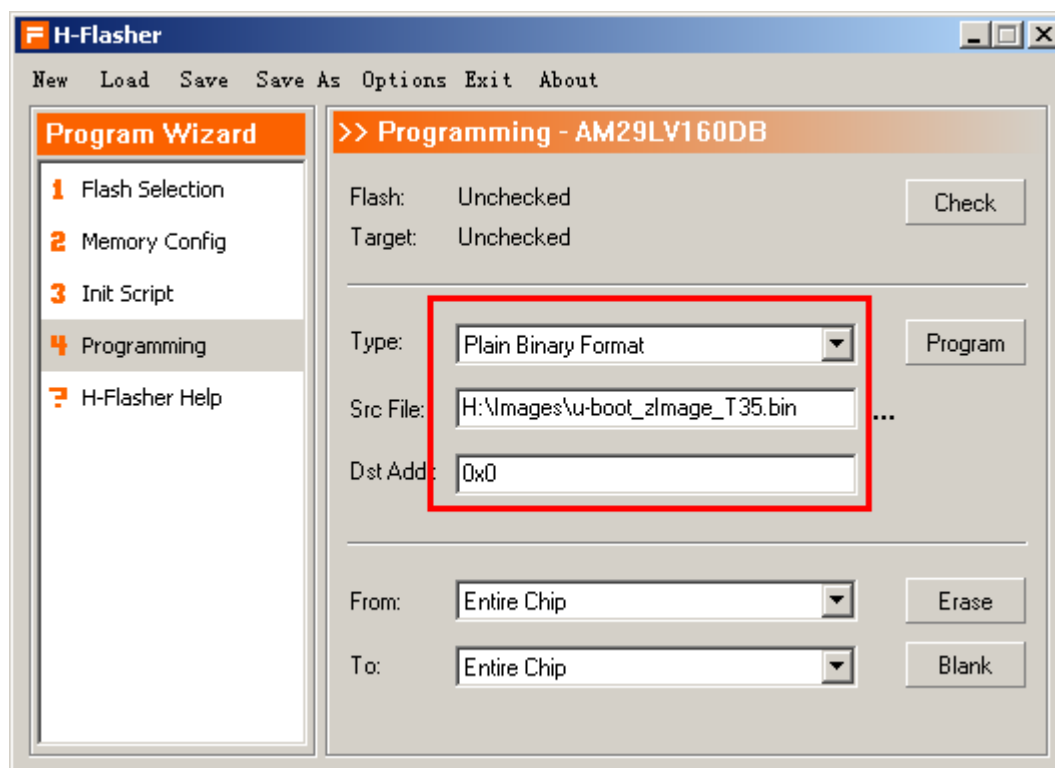 H-Flasher
New Load Save Save As Options Exit About
Program Wizard
1 Flash Selection
2 Memory Config
3 Init Script
4 Programming
? H-Flasher Help
>> Programming - AM29LV160DB
Flash: Unchecked Check
Target: Unchecked
Type: Plain Binary Format Program
Src File: H:\Images\u-boot_zImage_T35.bin ...
Dst Addr: 0x0
From: Entire Chip Erase
To: Entire Chip Blank